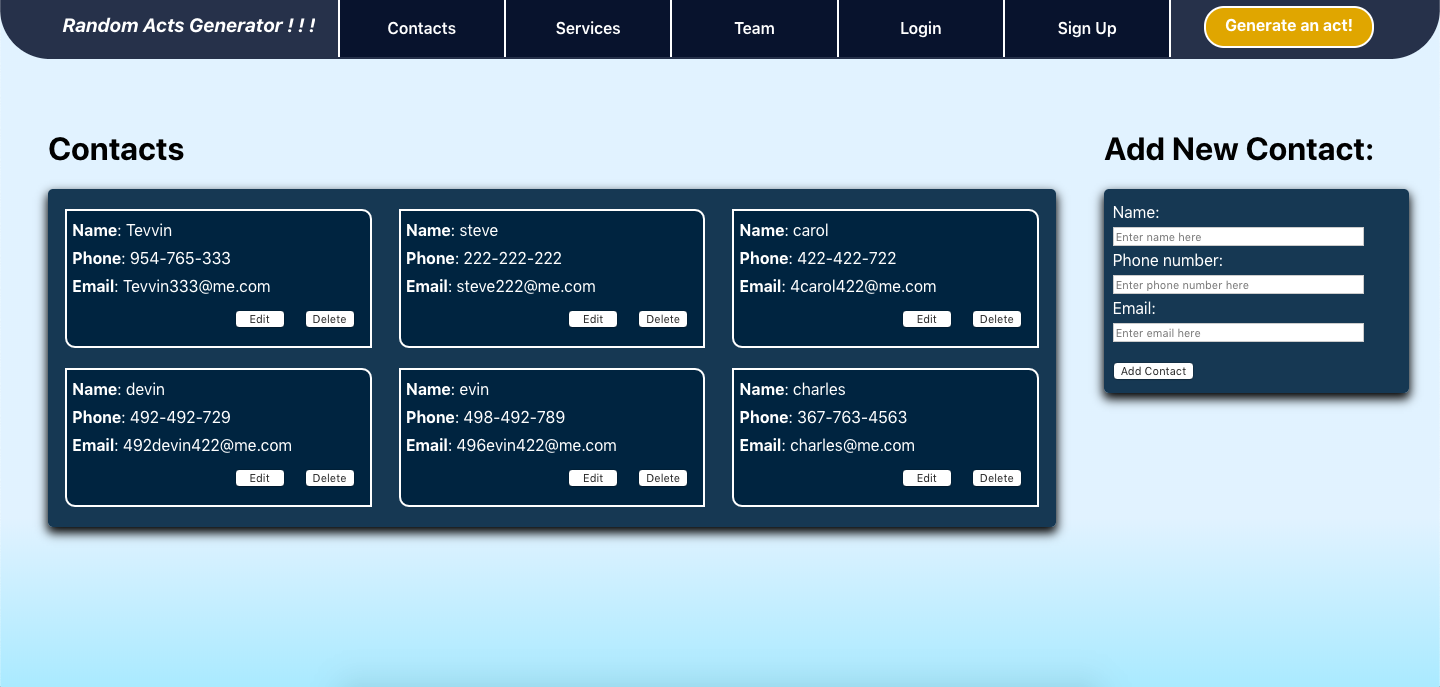 Random Acts Generator ! ! !
Contacts
Services
Team
Login
Sign Up
Generate an act!
Contacts
Name: Tevvin
Phone: 954-765-333
Email: Tevvin333@me.com
Edit
Delete
Name: steve
Phone: 222-222-222
Email: steve222@me.com
Edit
Delete
Name: carol
Phone: 422-422-722
Email: 4carol422@me.com
Edit
Delete
Name: devin
Phone: 492-492-729
Email: 492devin422@me.com
Edit
Delete
Name: evin
Phone: 498-492-789
Email: 496evin422@me.com
Edit
Delete
Name: charles
Phone: 367-763-4563
Email: charles@me.com
Edit
Delete
Add New Contact:
Name:
Enter name here
Phone number:
Enter phone number here
Email:
Enter email here
Add Contact